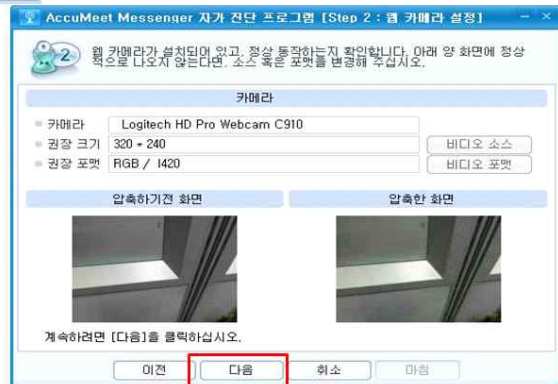 AccuMeet Messenger 자가 진단 프로그램 [Step 2 : 웹 카메라 설정]
2
웹 카메라가 설치되어 있고, 정상 동작하는지 확인합니다. 아래 양 화면에 정상
적으로 나오지 않는다면, 소스 혹은 포맷를 변경해 주십시오.
카메라
카메라 Logitech HD Pro Webcam C910
권장 크기 320 * 240 비디오 소스
권장 포맷 RGB / I420 비디오 포맷
압축하기전 화면 압축한 화면
계속하려면 [다음]을 클릭하십시오.
이전 다음 취소 마침